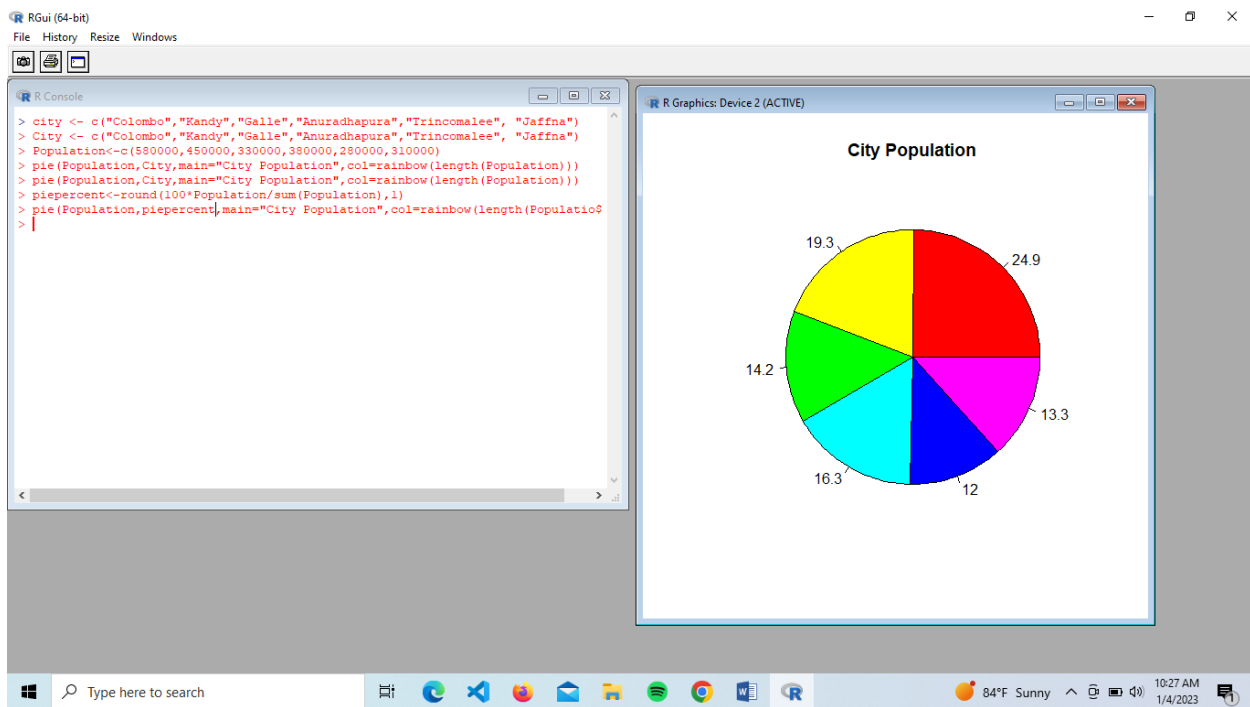 RGui (64-bit)
File History Resize Windows
R Console
> city <- c("Colombo","Kandy","Galle","Anuradhapura","Trincomalee", "Jaffna")
> City <- c("Colombo","Kandy","Galle","Anuradhapura","Trincomalee", "Jaffna")
> Population<-c(580000,450000,330000,380000,280000,310000)
> pie(Population,City,main="City Population",col=rainbow(length(Population)))
> pie(Population,City,main="City Population",col=rainbow(length(Population)))
> piepercent<-round(100*Population/sum(Population),1)
> pie(Population,piepercent,main="City Population",col=rainbow(length(Populatio$
>
R Graphics: Device 2 (ACTIVE)
City Population
19.3
24.9
14.2
13.3
16.3
12
Type here to search
84°F Sunny
10:27 AM
1/4/2023
1